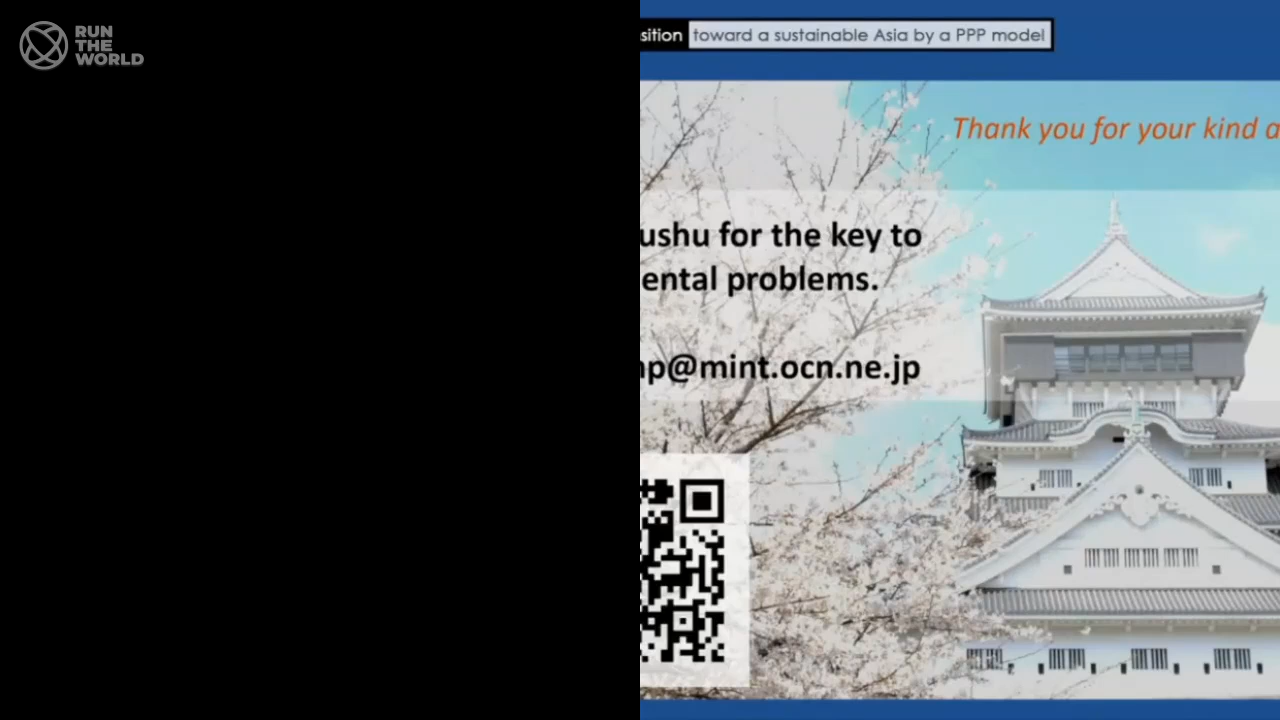 RUN
THE
WORLD
sition toward a sustainable Asia by a PPP model
Thank you for your kind a
ushu for the key to
ental problems.
np@mint.ocn.ne.jp